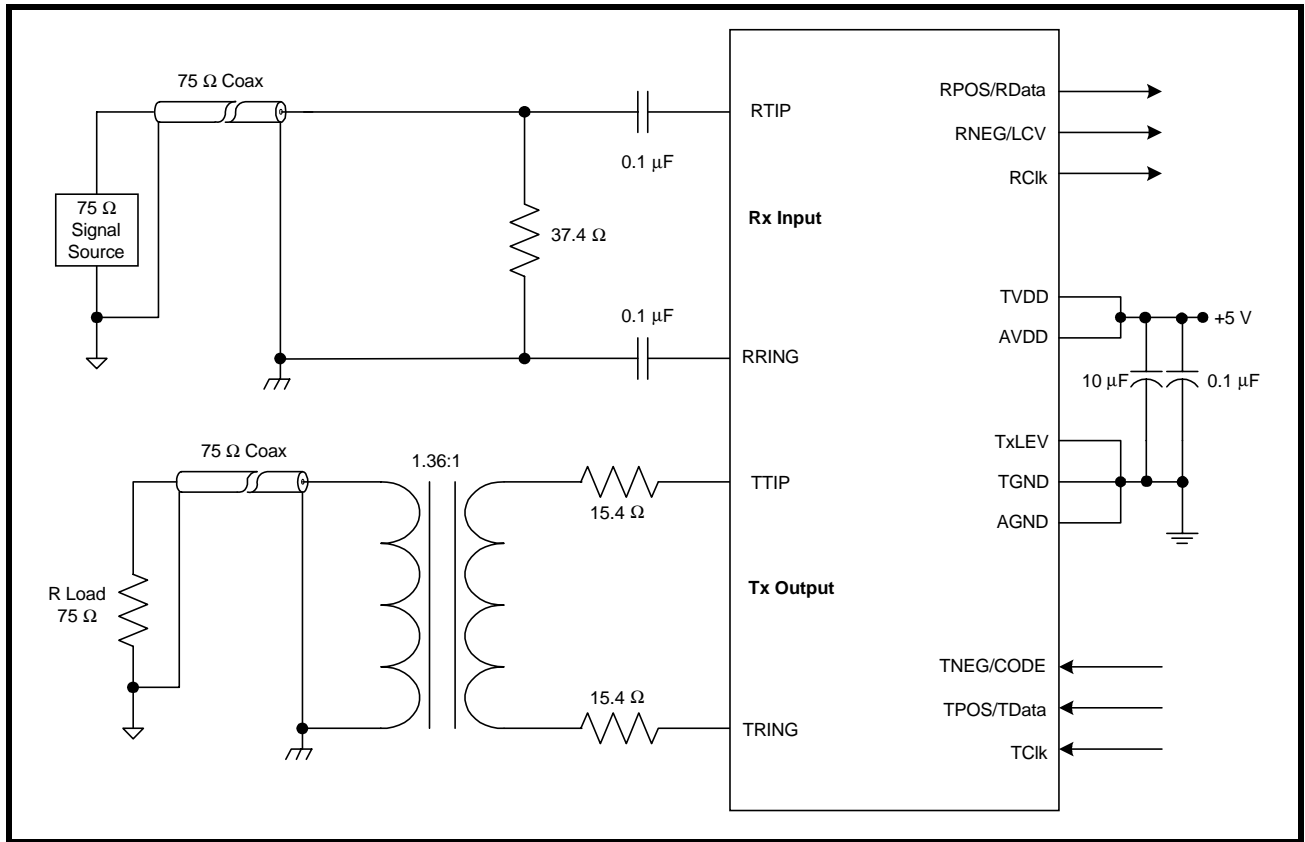 75 Ω Coax
75 Ω
Signal
Source
0.1 μF
37.4 Ω
0.1 μF
RTIP
Rx Input
RRING
RPOS/RData
RNEG/LCV
RClk
TVDD
AVDD
+5 V
10 μF
0.1 μF
TxLEV
TGND
AGND
75 Ω Coax
1.36:1
R Load
75 Ω
15.4 Ω
15.4 Ω
TTIP
Tx Output
TRING
TNEG/CODE
TPOS/TData
TClk